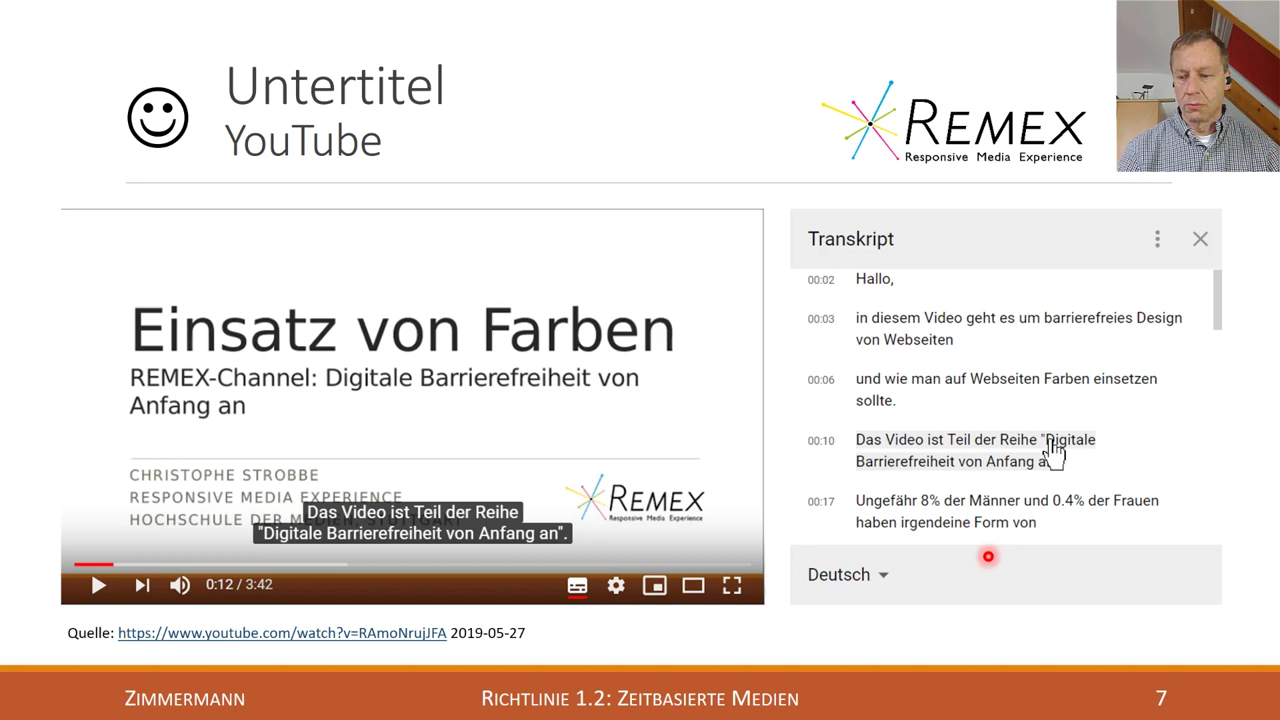 Untertitel
YouTube
REMEX
Responsive Media Experience
Einsatz von Farben
REMEX-Channel: Digitale Barrierefreiheit von
Anfang an
CHRISTOPHE STROBBE
RESPONSIVE MEDIA EXPERIENCE
HOCHSCHULE DER MEDIEN, STUTTGART
REMEX
Responsive Media Experience
Das Video ist Teil der Reihe
"Digitale Barrierefreiheit von Anfang an".
0:12 / 3:42
Transkript
00:02 Hallo,
00:03 in diesem Video geht es um barrierefreies Design
von Webseiten
00:06 und wie man auf Webseiten Farben einsetzen
sollte.
00:10 Das Video ist Teil der Reihe "Digitale
Barrierefreiheit von Anfang
00:17 Ungefähr 8% der Männer und 0.4% der Frauen
haben irgendeine Form von
Deutsch
Quelle: https://www.youtube.com/watch?v=RAmoNrujJFA 2019-05-27
ZIMMERMANN
RICHTLINIE 1.2: ZEITBASIERTE MEDIEN
7